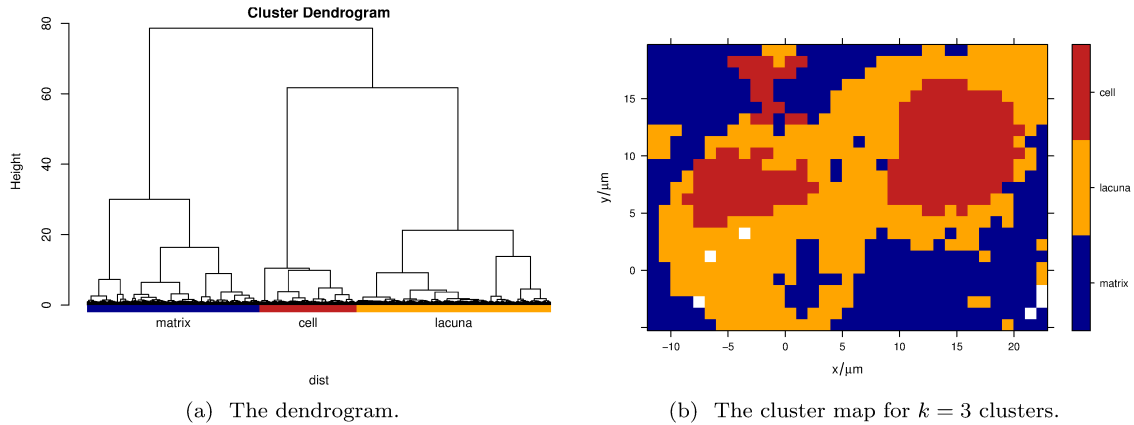 Cluster Dendrogram
80
60
40
20
0
Height
matrix cell lacuna
dist
(a) The dendrogram.
15
10
5
0
y/μm
−10 −5 0 5 10 15 20
x/μm
cell
lacuna
matrix
(b) The cluster map for k = 3 clusters.